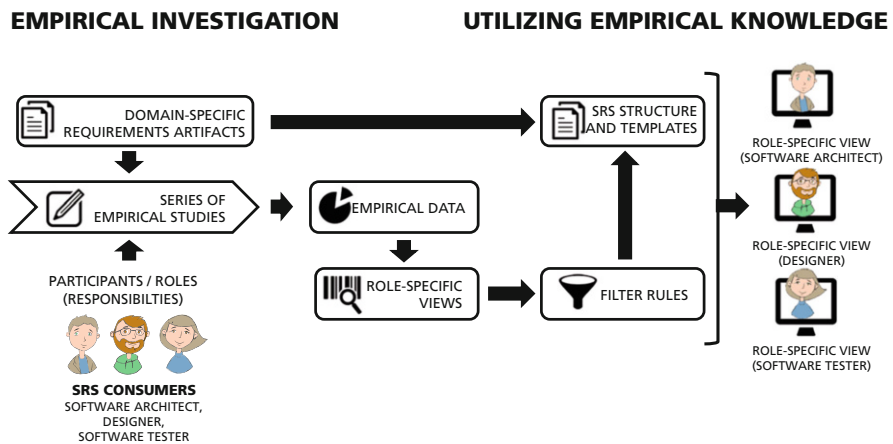 EMPIRICAL INVESTIGATION
UTILIZING EMPIRICAL KNOWLEDGE
DOMAIN-SPECIFIC
REQUIREMENTS ARTIFACTS
SRS STRUCTURE
AND TEMPLATES
SERIES OF
EMPIRICAL STUDIES
EMPIRICAL DATA
PARTICIPANTS / ROLES
(RESPONSIBILTIES)
ROLE-SPECIFIC
VIEWS
FILTER RULES
SRS CONSUMERS
SOFTWARE ARCHITECT,
DESIGNER,
SOFTWARE TESTER
ROLE-SPECIFIC VIEW
(SOFTWARE ARCHITECT)
ROLE-SPECIFIC VIEW
(DESIGNER)
ROLE-SPECIFIC VIEW
(SOFTWARE TESTER)